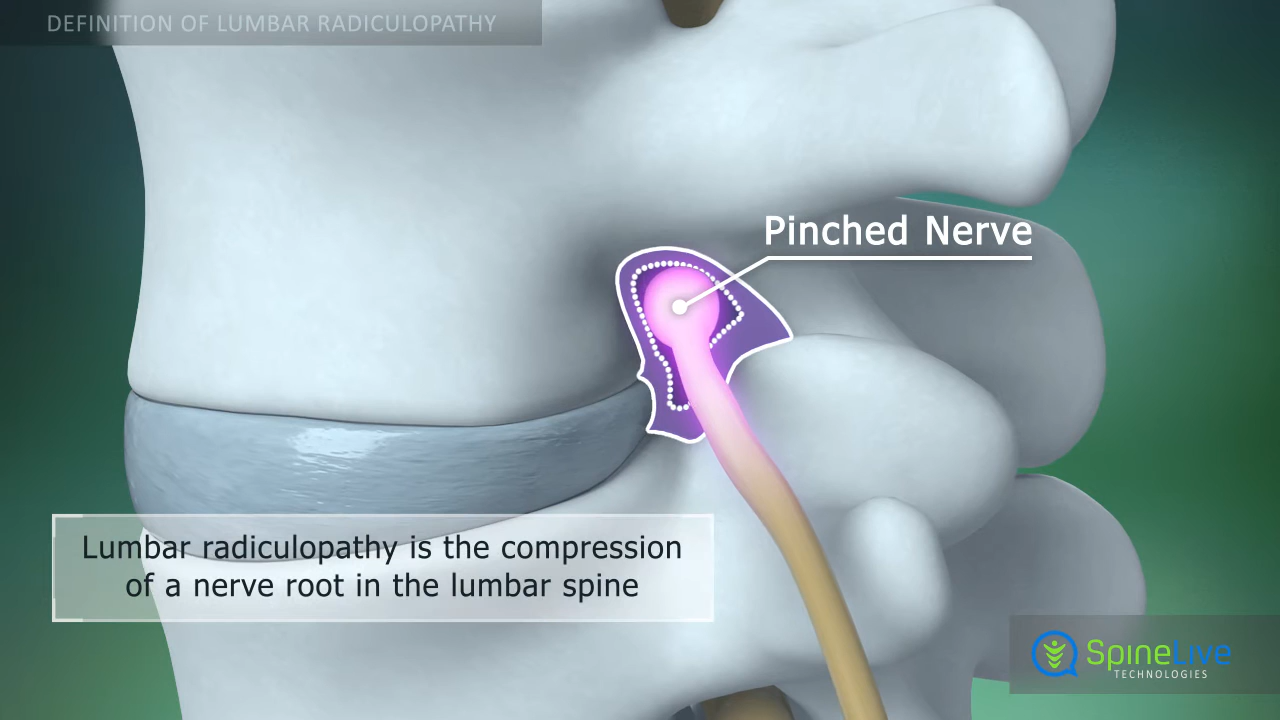 DEFINITION OF LUMBAR RADICULOPATHY
Pinched Nerve
Lumbar radiculopathy is the compression
of a nerve root in the lumbar spine
SpineLive
TECHNOLOGIES